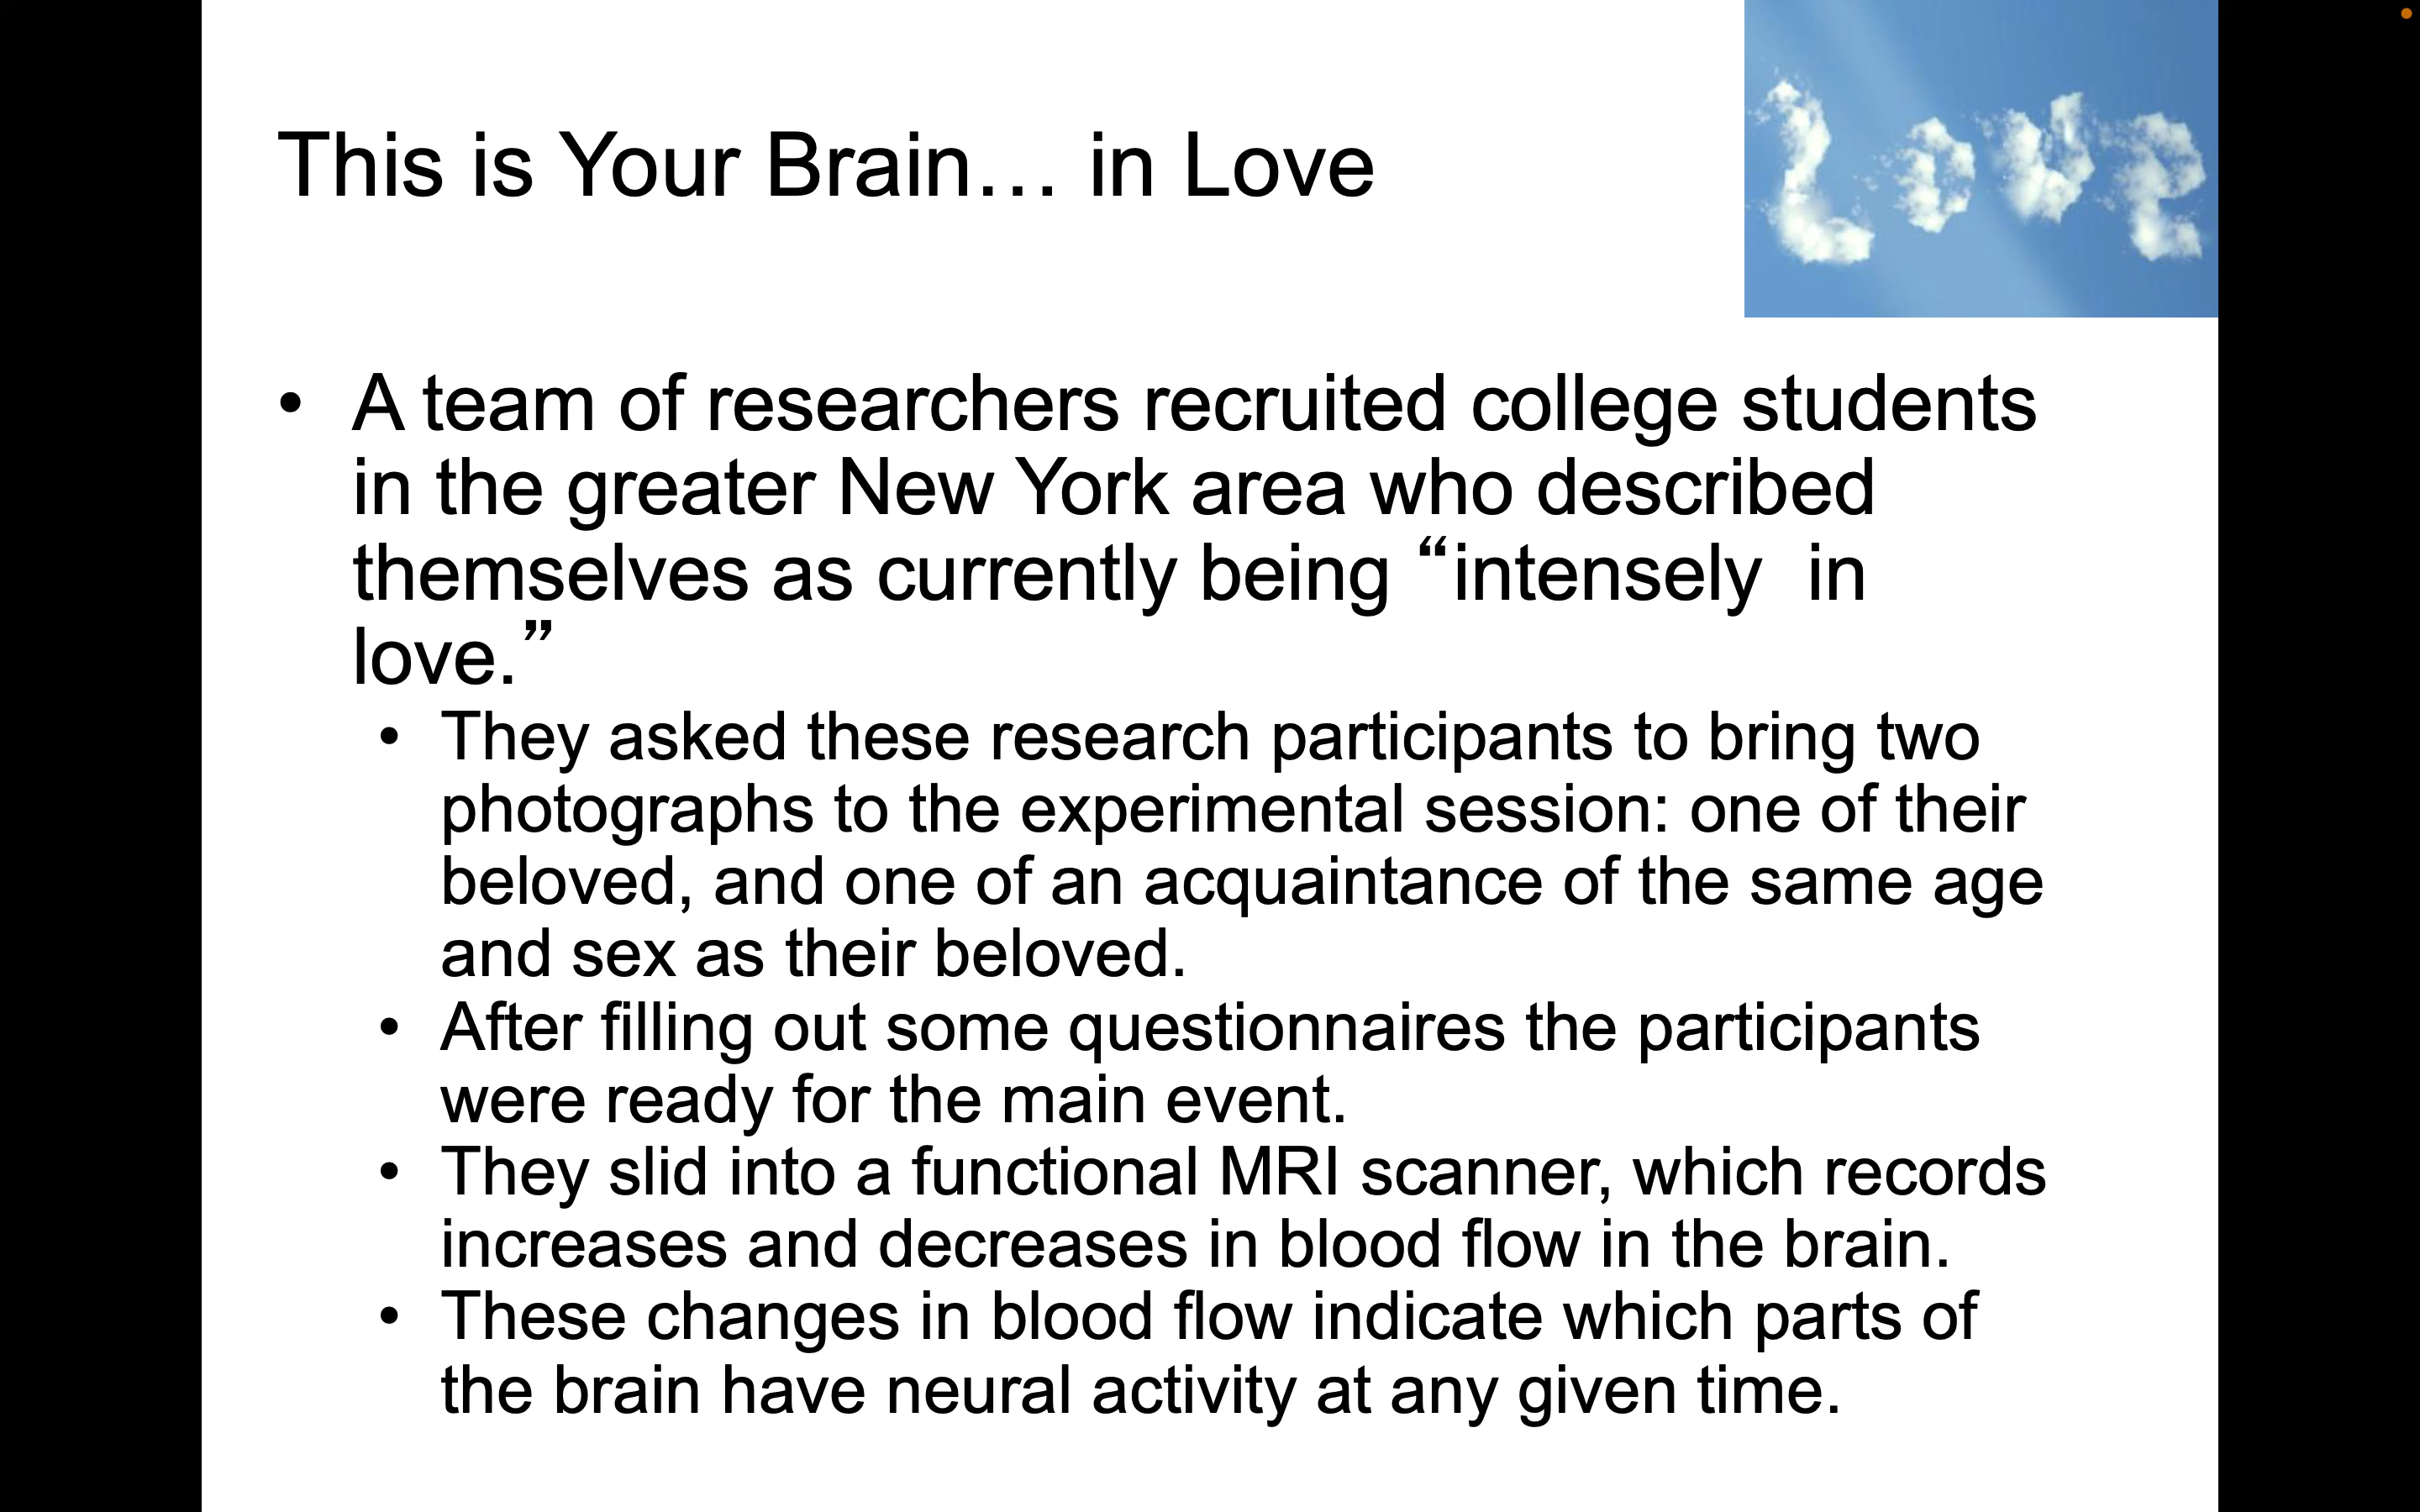 This is Your Brain… in Love
Love
• A team of researchers recruited college students
in the greater New York area who described
themselves as currently being “intensely  in
love.”
• They asked these research participants to bring two
photographs to the experimental session: one of their
beloved, and one of an acquaintance of the same age
and sex as their beloved.
• After filling out some questionnaires the participants
were ready for the main event.
• They slid into a functional MRI scanner, which records
increases and decreases in blood flow in the brain.
• These changes in blood flow indicate which parts of
the brain have neural activity at any given time.